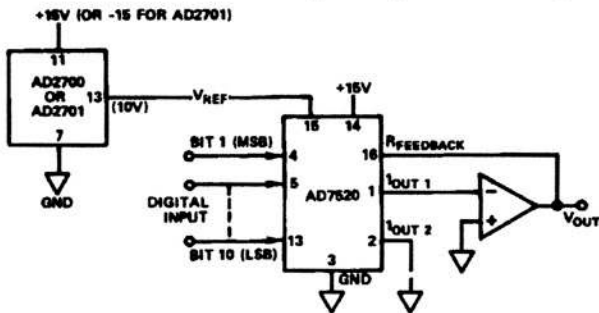 +15V (OR -15 FOR AD2701)
11
AD2700
OR
AD2701
13
(10V)
7
GND
VREF
+15V
15
14
BIT 1 (MSB)
4
5
DIGITAL
INPUT
BIT 10 (LSB)
13
AD7520
16
RFEEDBACK
1
IOUT 1
2
IOUT 2
3
GND
−
+
VOUT